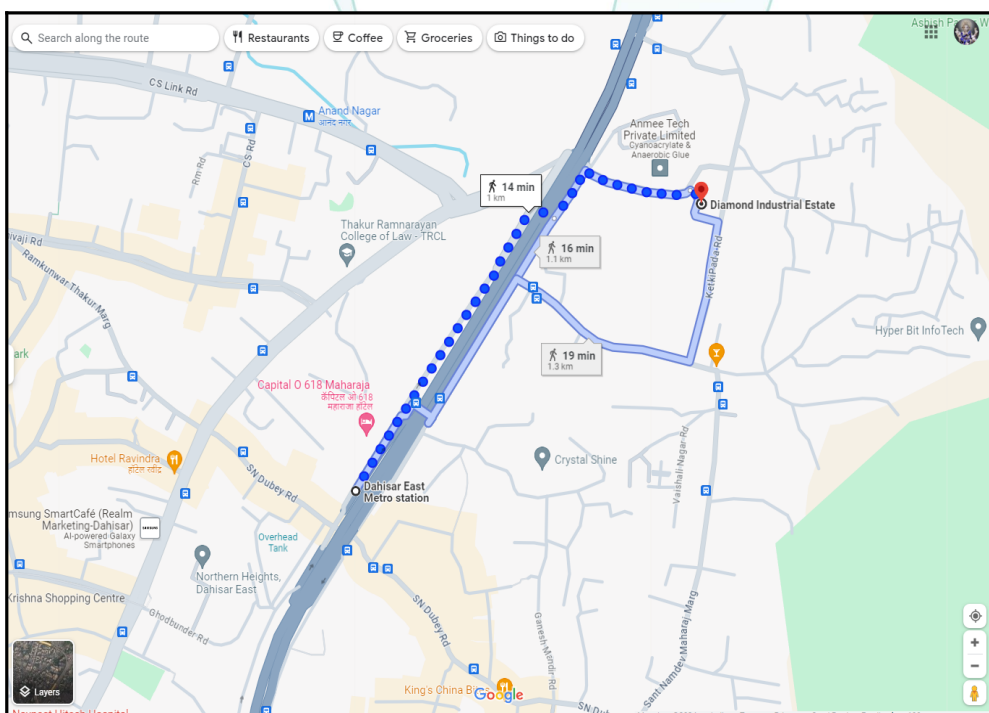 Search along the route
Restaurants
Coffee
Groceries
Things to do
CS Link Rd
Anand Nagar
आनंद नगर
Anmee Tech
Private Limited
Cyanoacrylate &
Anaerobic Glue
CS Rd
Rm Rd
14 min
1 km
Diamond Industrial Estate
Thakur Ramnarayan
College of Law - TRCL
16 min
1.1 km
Ketkipada Rd
Ramkunwar Thakur Marg
Hyper Bit InfoTech
ark
19 min
1.3 km
Capital O 618 Maharaja
कॅपिटल ओ 618
महाराजा हॉटेल
Hotel Ravindra
हॉटेल रवींद्र
Crystal Shine
Vaishali Nagar Rd
SN Dubey Rd
Dahisar East
Metro station
msung SmartCafé (Realm
Marketing-Dahisar)
AI-powered Galaxy
Smartphones
SAMSUNG
Overhead
Tank
Northern Heights,
Dahisar East
Krishna Shopping Centre
Ghodbunder Rd
SN Dubey Rd
Ganesh Mandir Rd
Sant Namdev Maharaj Marg
Layers
King's China B
Google
SN Du